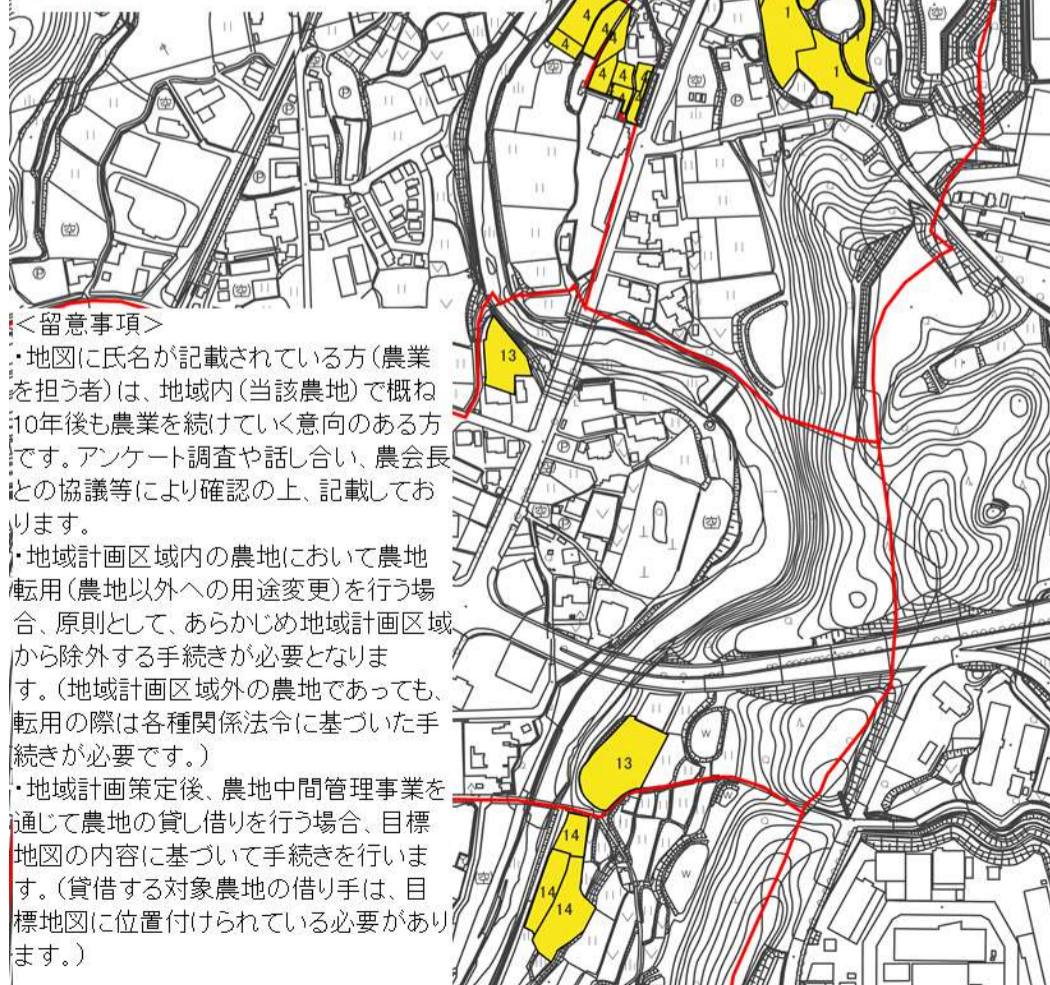 4
4
4
4
4
4
1
1
13
<留意事項>
・地図に氏名が記載されている方(農業
を担う者)は、地域内(当該農地)で概ね
10年後も農業を続けていく意向のある方
です。アンケート調査や話し合い、農会長
との協議等により確認の上、記載してお
ります。
・地域計画区域内の農地において農地
転用(農地以外への用途変更)を行う場
合、原則として、あらかじめ地域計画区域
から除外する手続きが必要となりま
す。(地域計画区域外の農地であっても、
転用の際は各種関係法令に基づいた手
続きが必要です。)
・地域計画策定後、農地中間管理事業を
通じて農地の貸し借りを行う場合、目標
地図の内容に基づいて手続きを行いま
す。(貸借する対象農地の借り手は、目
標地図に位置付けられている必要があり
ます。)
13
14
14
14
W
W
W